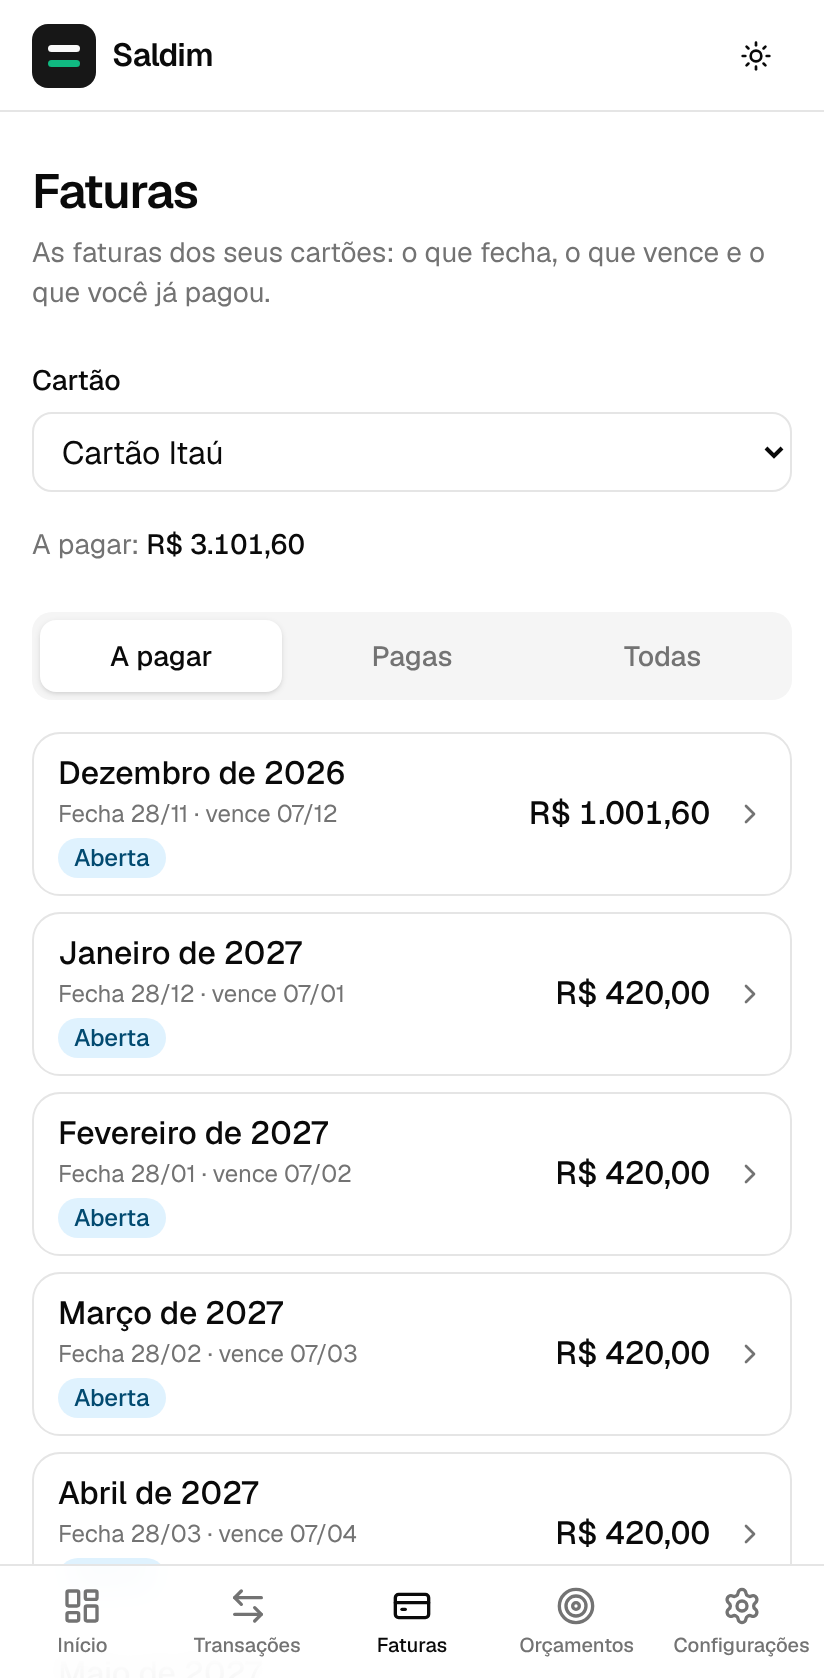 Saldim
Faturas
As faturas dos seus cartões: o que fecha, o que vence e o
que você já pagou.
Cartão
Cartão Itaú
A pagar: R$ 3.101,60
A pagar
Pagas
Todas
Dezembro de 2026
Fecha 28/11 · vence 07/12
R$ 1.001,60
Aberta
Janeiro de 2027
Fecha 28/12 · vence 07/01
R$ 420,00
Aberta
Fevereiro de 2027
Fecha 28/01 · vence 07/02
R$ 420,00
Aberta
Março de 2027
Fecha 28/02 · vence 07/03
R$ 420,00
Aberta
Abril de 2027
Fecha 28/03 · vence 07/04
R$ 420,00
Início
Transações
Faturas
Orçamentos
Configurações
Maio de 2027